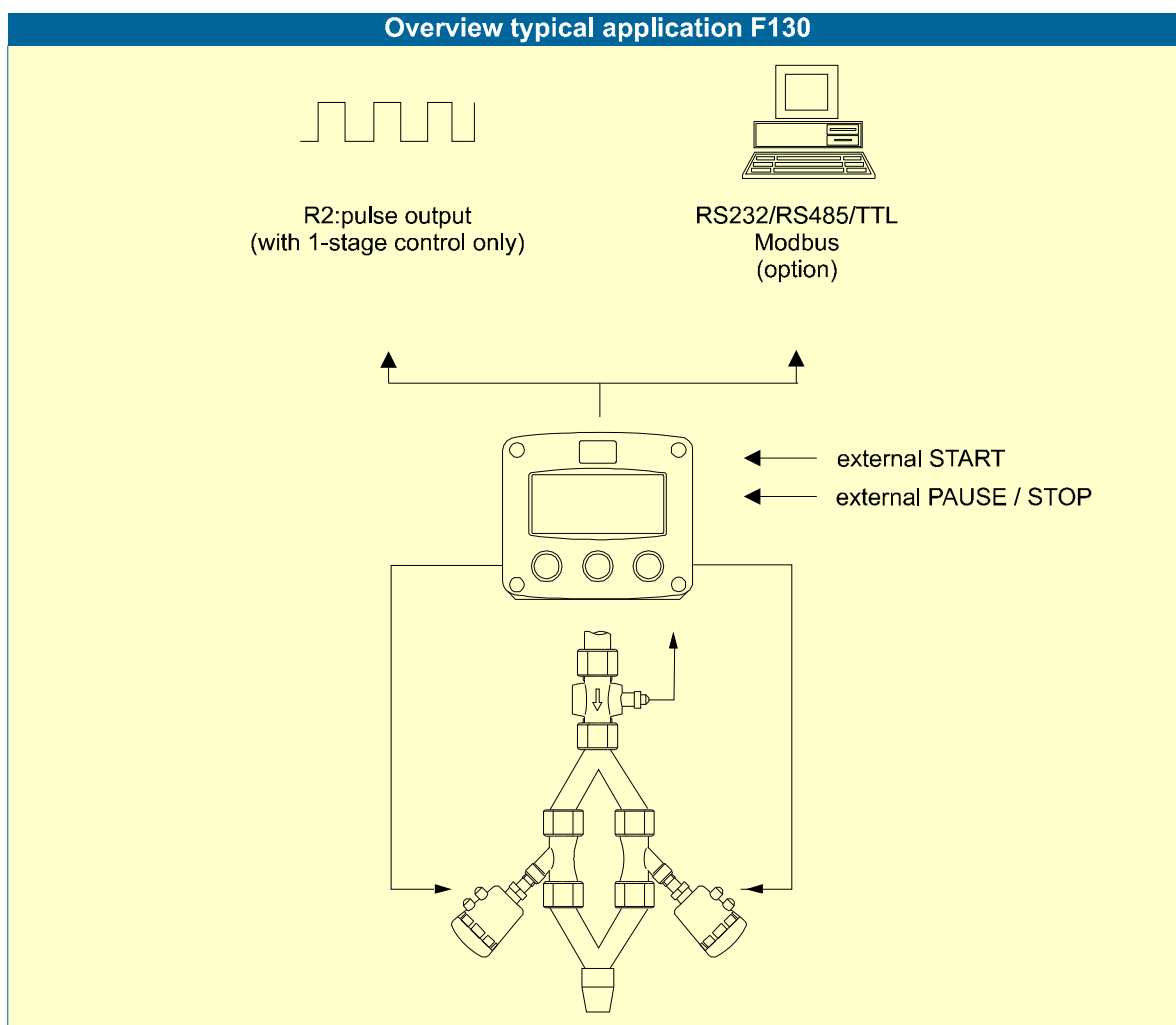 Overview typical application F130
R2:pulse output
(with 1-stage control only)
RS232/RS485/TTL
Modbus
(option)
external START
external PAUSE / STOP